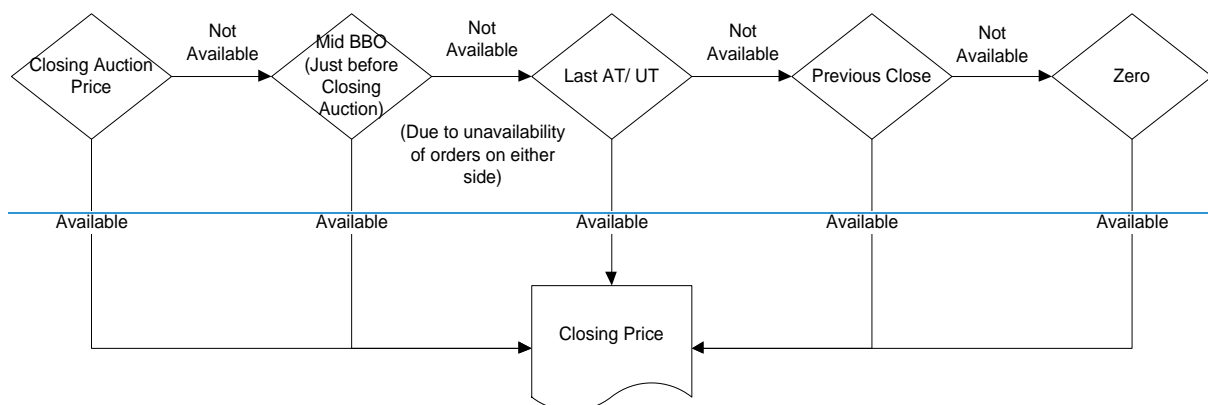 Closing Auction
Price
Not
Available
Mid BBO
(Just before
Closing
Auction)
Not
Available
(Due to unavailability
of orders on either
side)
Last AT/ UT
Not
Available
Previous Close
Not
Available
Zero
Available
Available
Available
Available
Available
Closing Price